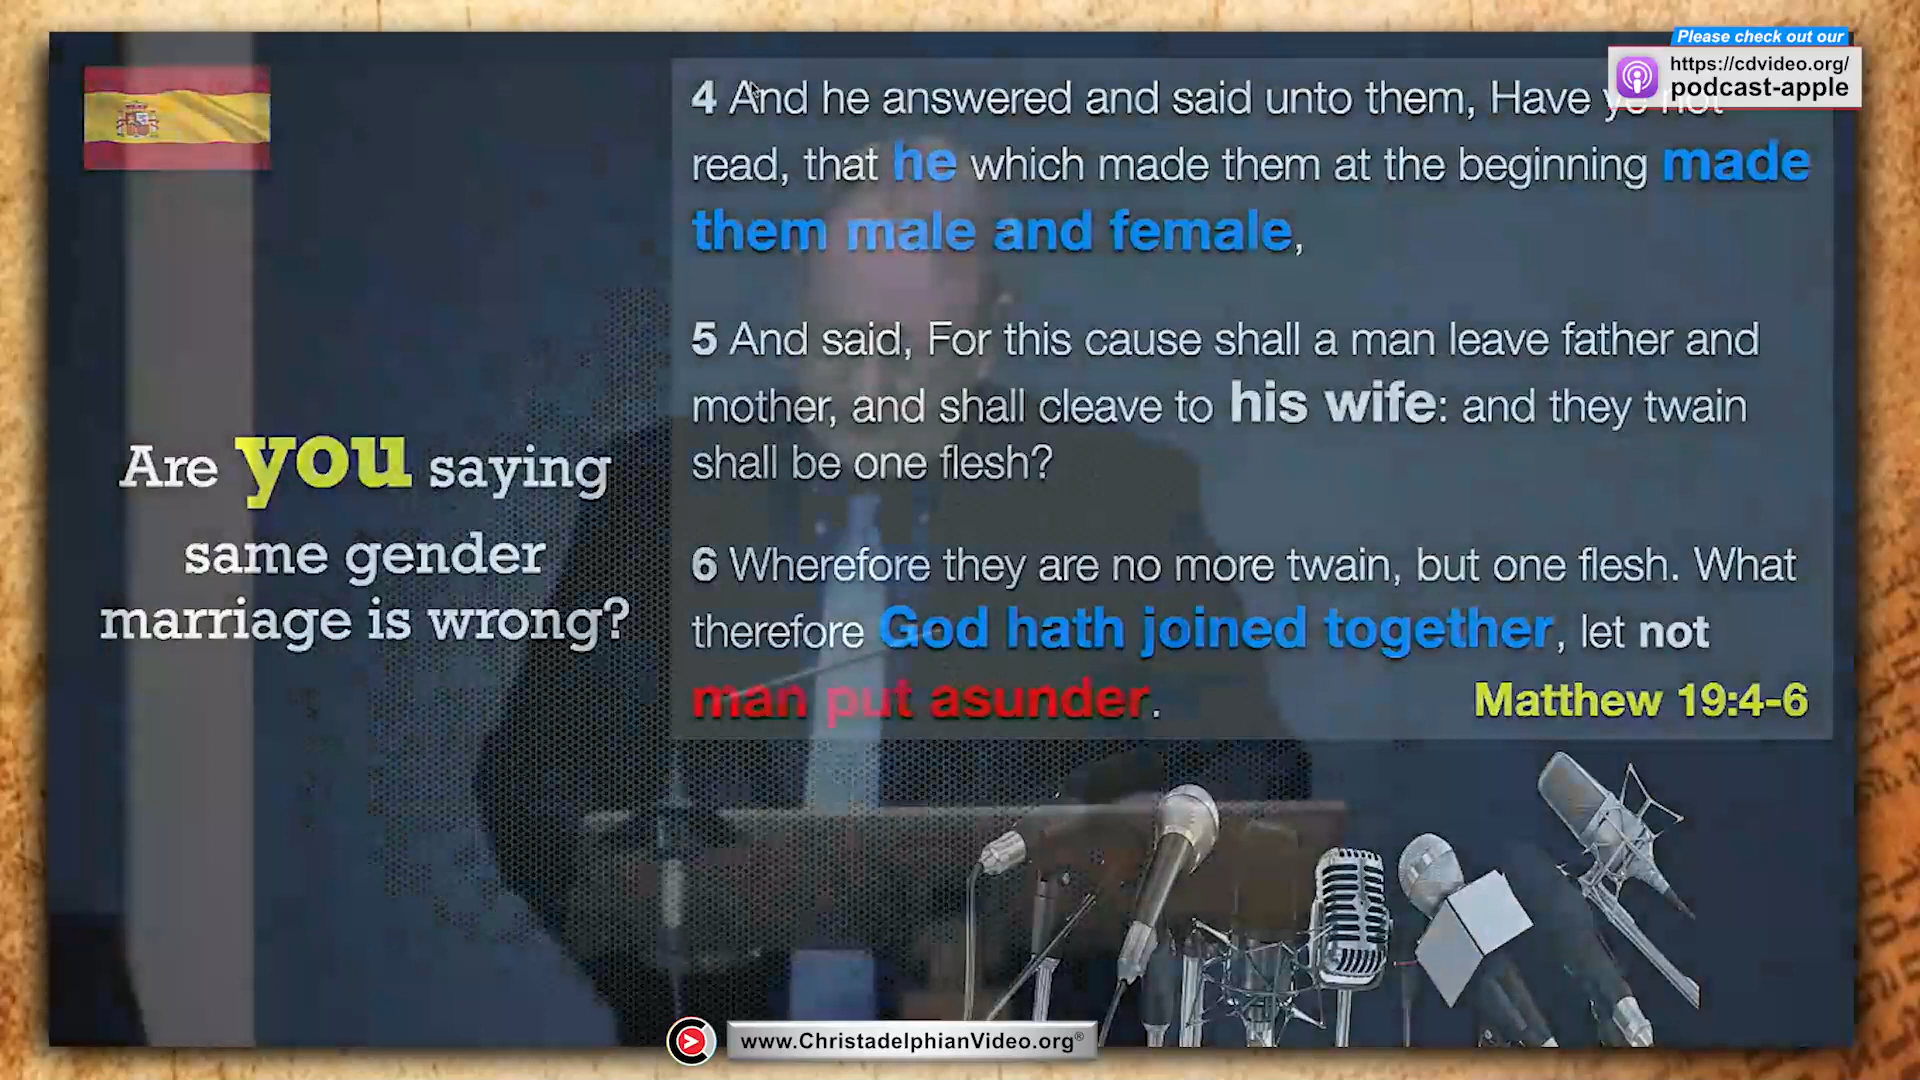 Please check out our
https://cdvideo.org/
podcast-apple
4 And he answered and said unto them, Have ye not
read, that he which made them at the beginning made
them male and female,
5 And said, For this cause shall a man leave father and
mother, and shall cleave to his wife: and they twain
shall be one flesh?
6 Wherefore they are no more twain, but one flesh. What
therefore God hath joined together, let not
man put asunder.
Matthew 19:4-6
Are you saying
same gender
marriage is wrong?
www.ChristadelphianVideo.org®